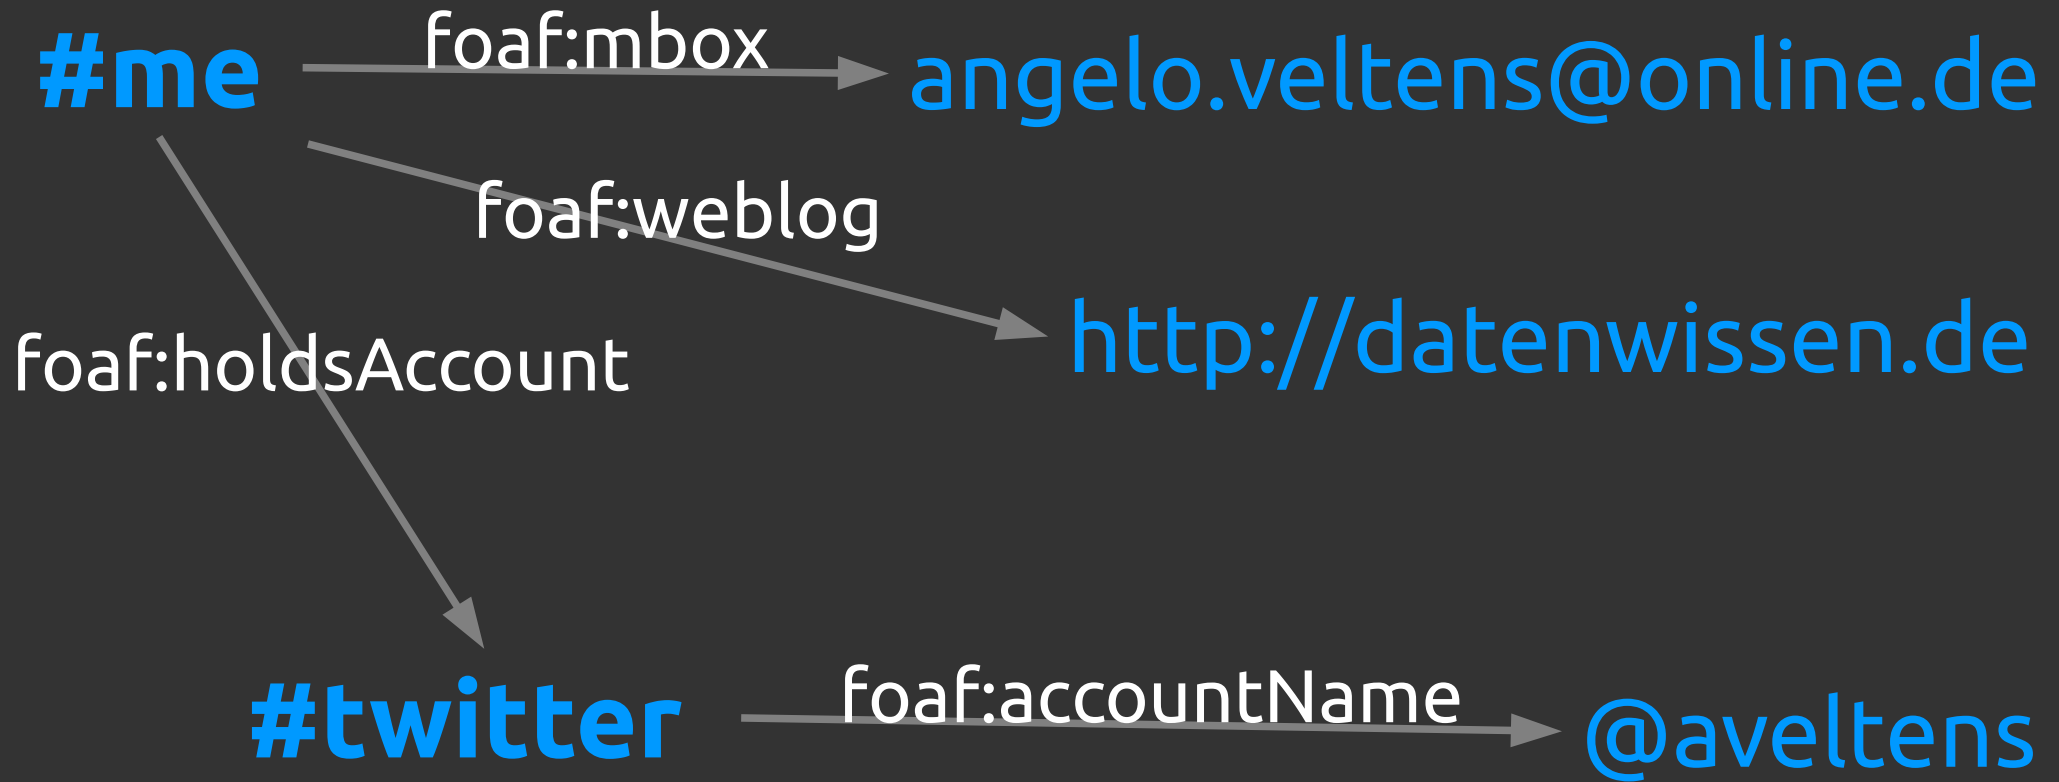 #me
foaf:mbox
angelo.veltens@online.de
foaf:weblog
http://datenwissen.de
foaf:holdsAccount
#twitter
foaf:accountName
@aveltens